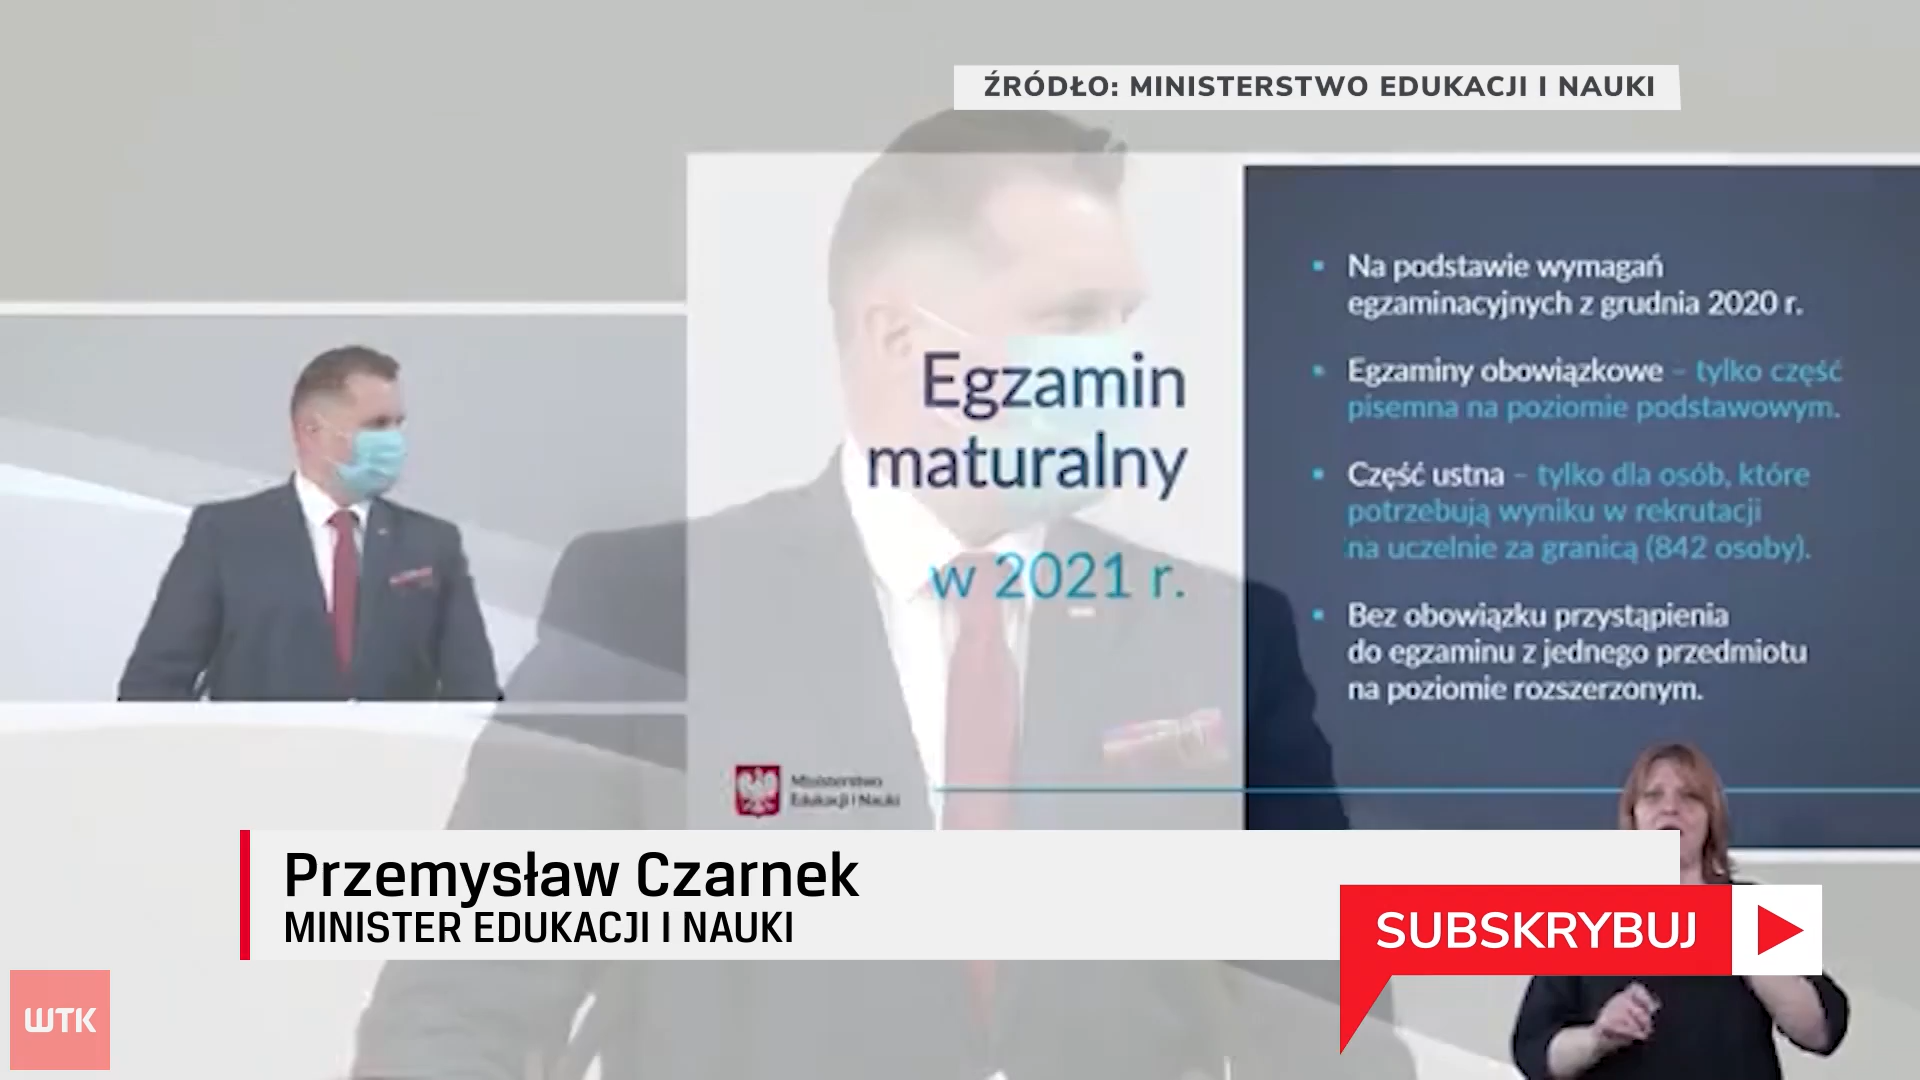 ŹRÓDŁO: MINISTERSTWO EDUKACJI I NAUKI
Egzamin
maturalny
w 2021 r.
Na podstawie wymagań
egzaminacyjnych z grudnia 2020 r.
Egzaminy obowiązkowe – tylko część
pisemna na poziomie podstawowym.
Część ustna – tylko dla osób, które
potrzebują wyniku w rekrutacji
na uczelnie za granicą (842 osoby).
Bez obowiązku przystąpienia
do egzaminu z jednego przedmiotu
na poziomie rozszerzonym.
Ministerstwo
Edukacji i Nauki
Przemysław Czarnek
MINISTER EDUKACJI I NAUKI
SUBSKRYBUJ
WTK